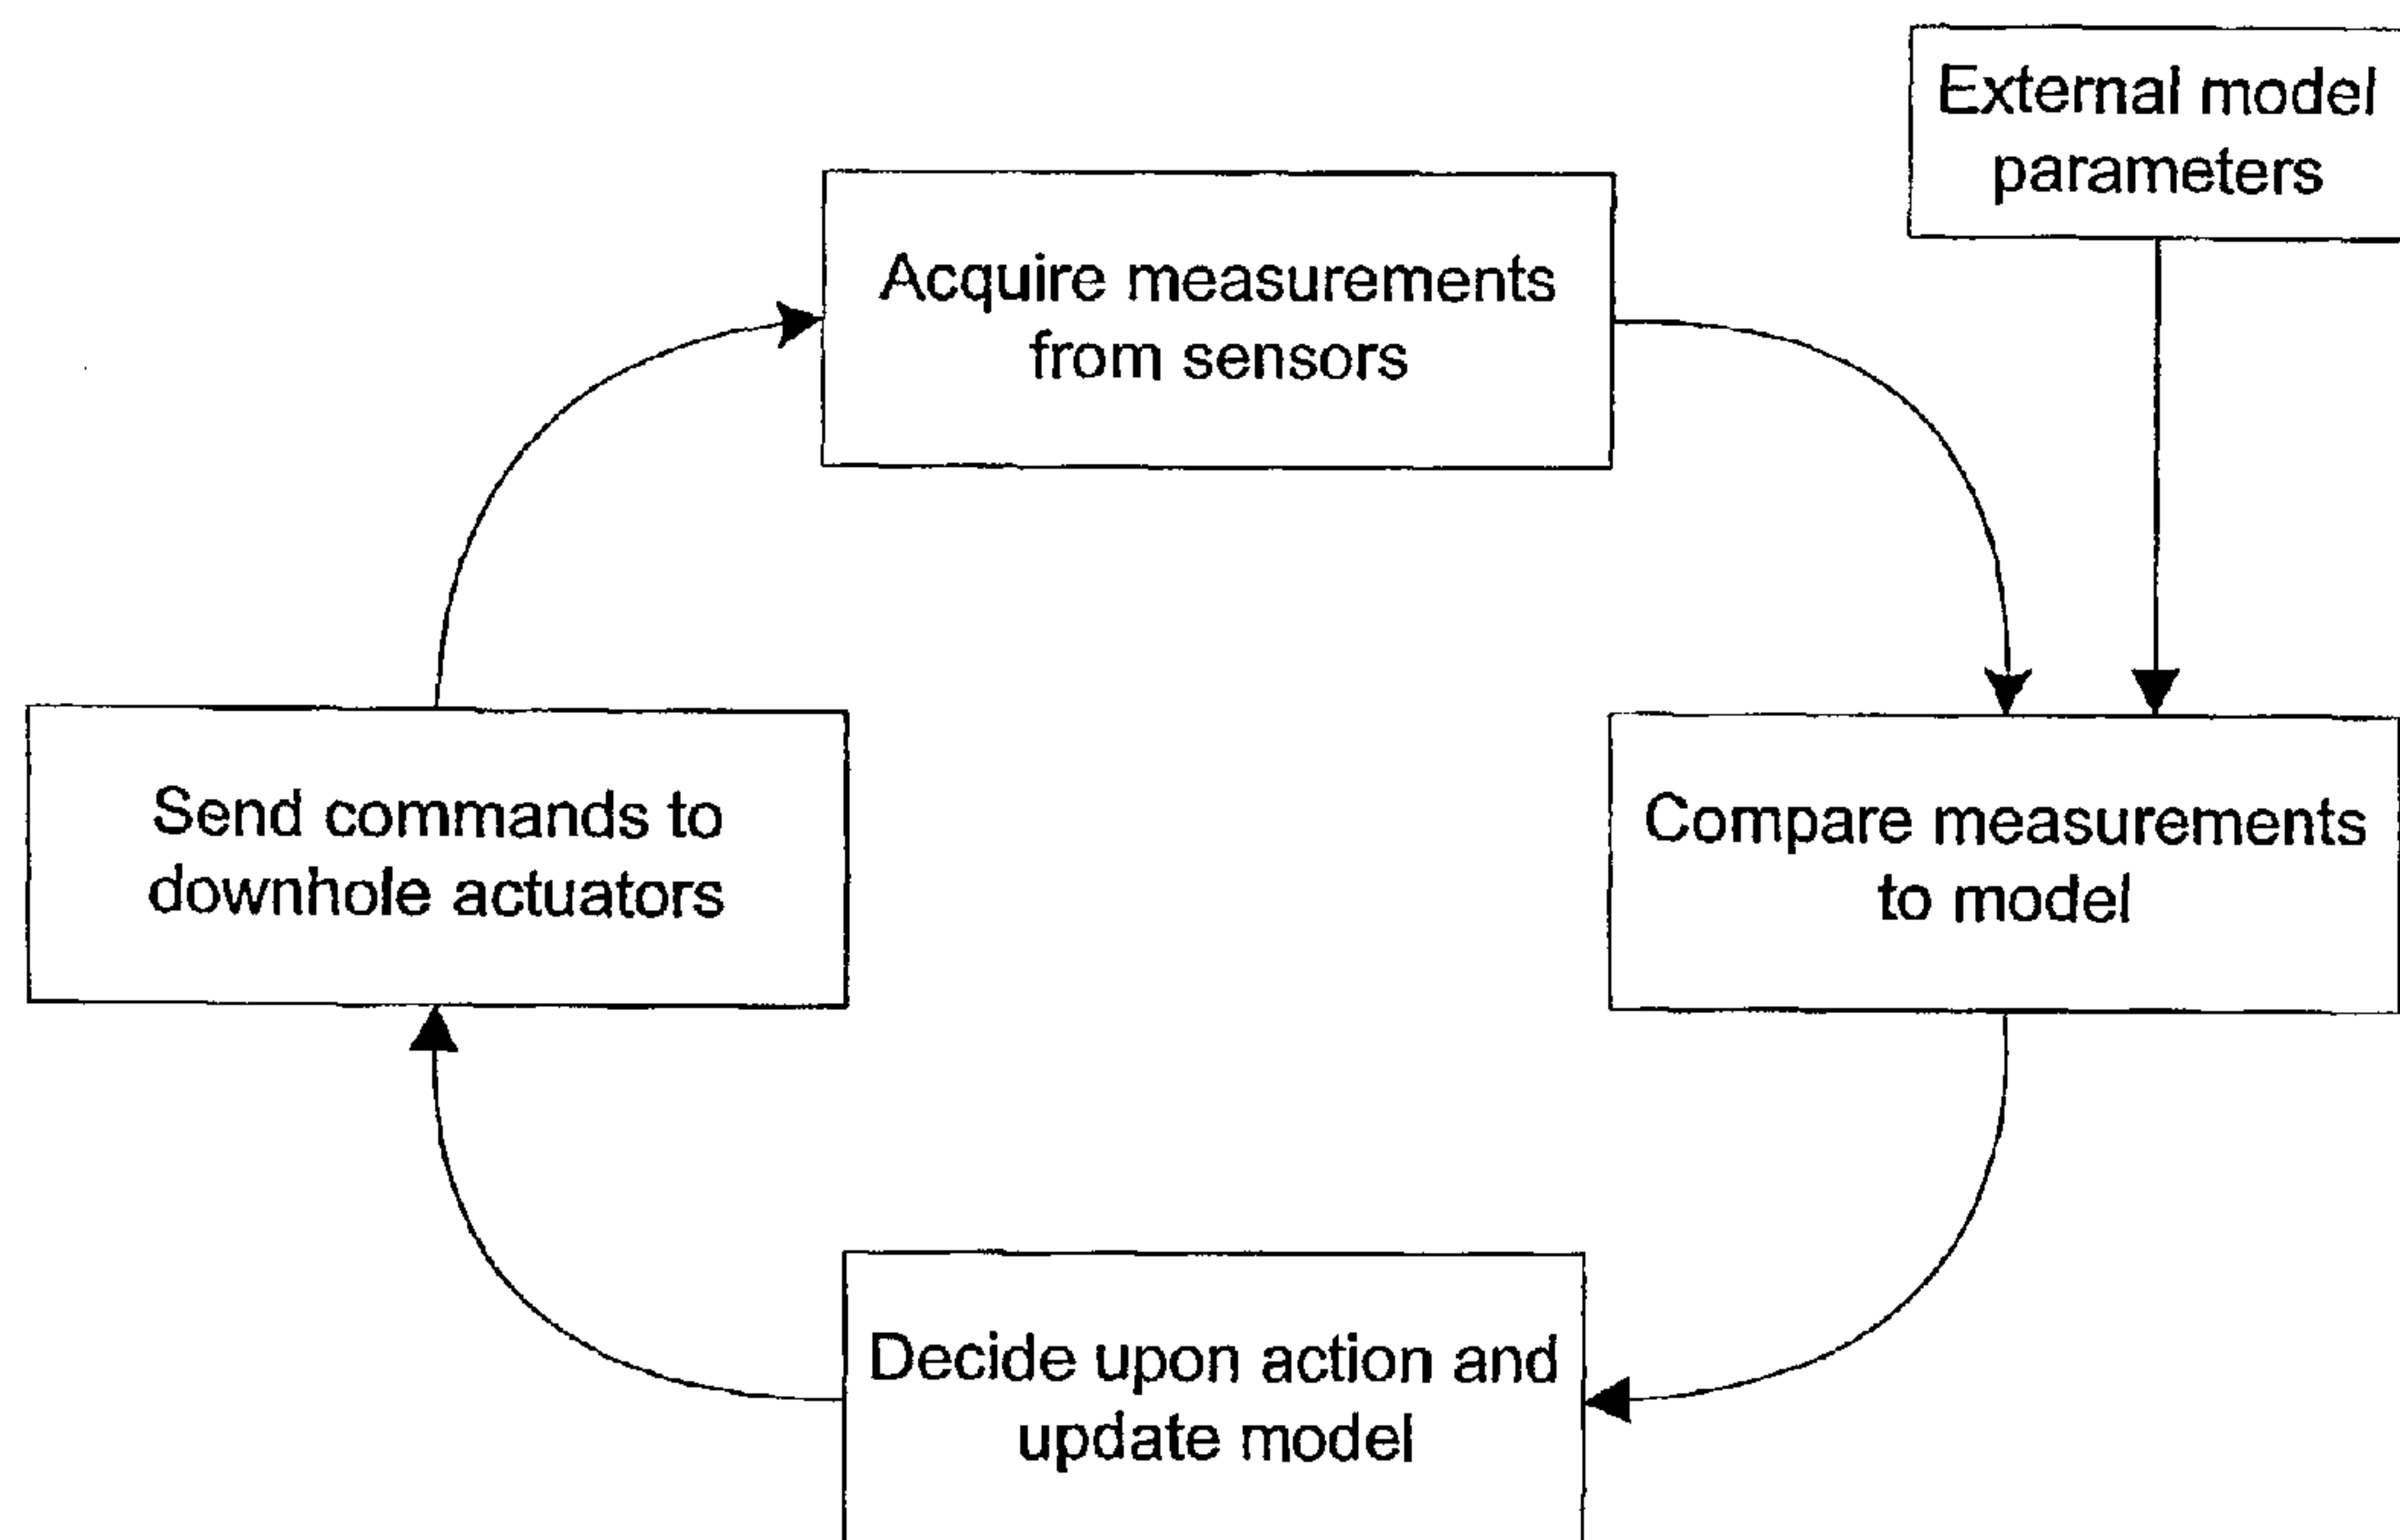 External model
parameters
Acquire measurements
from sensors
Send commands to
downhole actuators
Compare measurements
to model
Decide upon action and
update model